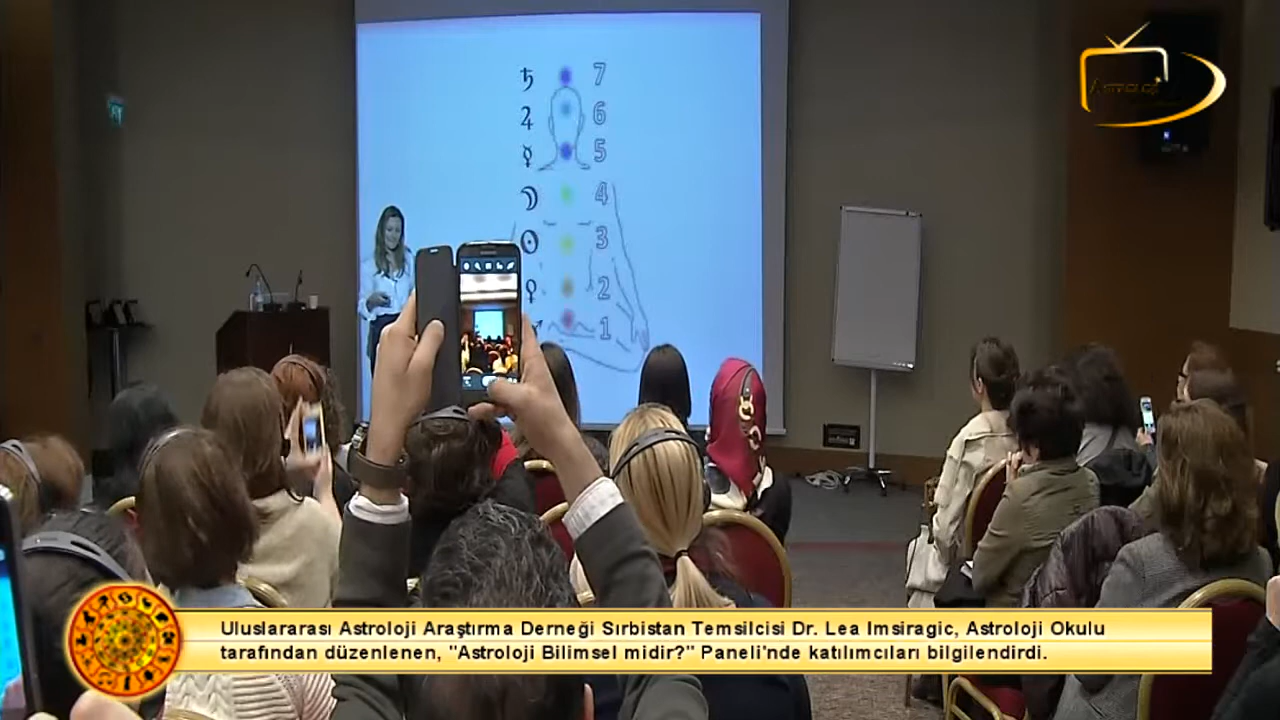 ASTROLOJİ
♄ 7
♃ 6
☿ 5
☽ 4
☉ 3
♀ 2
1
Uluslararası Astroloji Araştırma Derneği Sırbistan Temsilcisi Dr. Lea Imsiragic, Astroloji Okulu
tarafından düzenlenen, "Astroloji Bilimsel midir?" Paneli'nde katılımcıları bilgilendirdi.